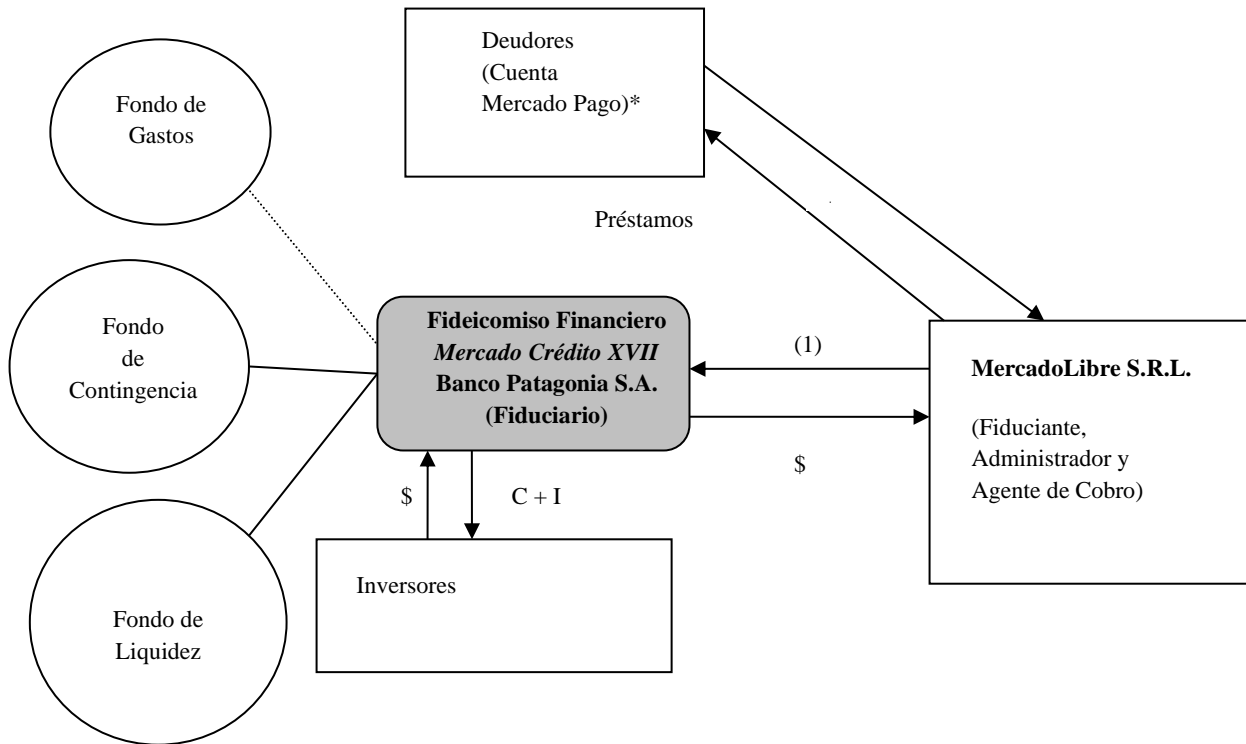 Deudores
(Cuenta
Mercado Pago)*
Fondo de
Gastos
Préstamos
Fondo
de
Contingencia
Fideicomiso Financiero
Mercado Crédito XVII
Banco Patagonia S.A.
(Fiduciario)
(1)
$
MercadoLibre S.R.L.
(Fiduciante,
Administrador y
Agente de Cobro)
$
C + I
Inversores
Fondo de
Liquidez